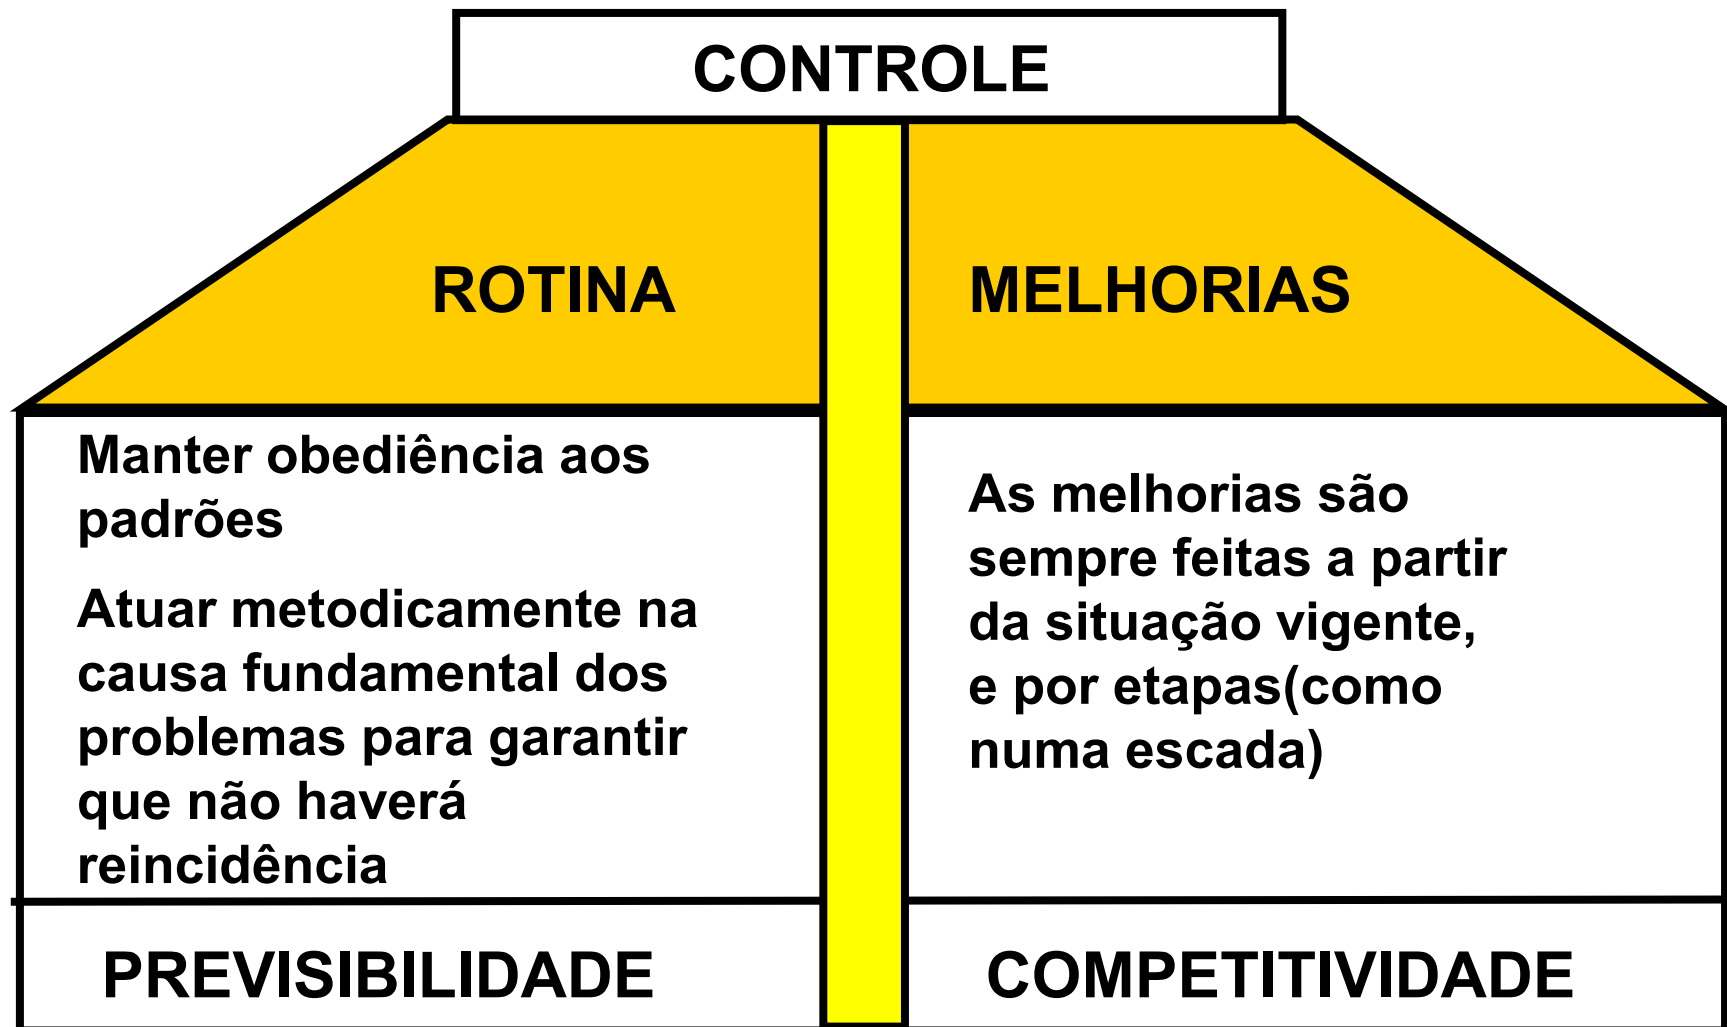 CONTROLE
ROTINA
MELHORIAS
Manter obediência aos
padrões
Atuar metodicamente na
causa fundamental dos
problemas para garantir
que não haverá
reincidência
As melhorias são
sempre feitas a partir
da situação vigente,
e por etapas(como
numa escada)
PREVISIBILIDADE
COMPETITIVIDADE